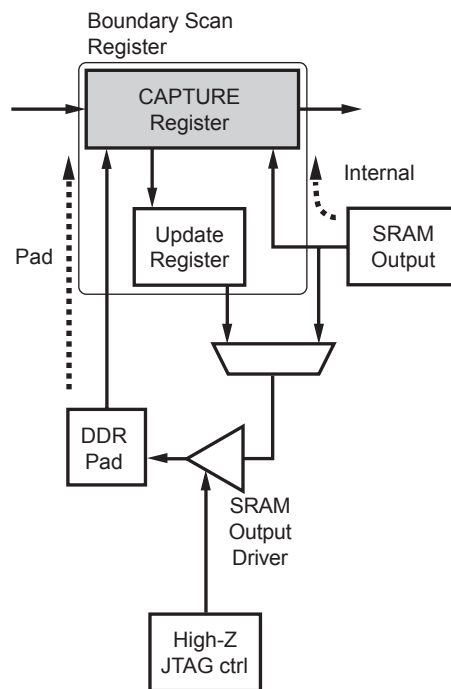 Boundary Scan
Register
CAPTURE
Register
Internal
Update
Register
SRAM
Output
Pad
DDR
Pad
SRAM
Output
Driver
High-Z
JTAG ctrl